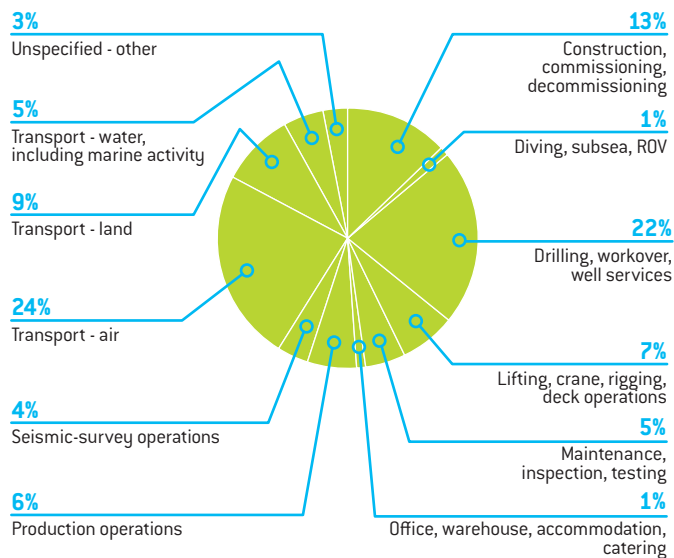 3%
Unspecified - other
5%
Transport - water,
including marine activity
9%
Transport - land
24%
Transport - air
4%
Seismic-survey operations
6%
Production operations
13%
Construction,
commissioning,
decommissioning
1%
Diving, subsea, ROV
22%
Drilling, workover,
well services
7%
Lifting, crane, rigging,
deck operations
5%
Maintenance,
inspection, testing
1%
Office, warehouse, accommodation,
catering